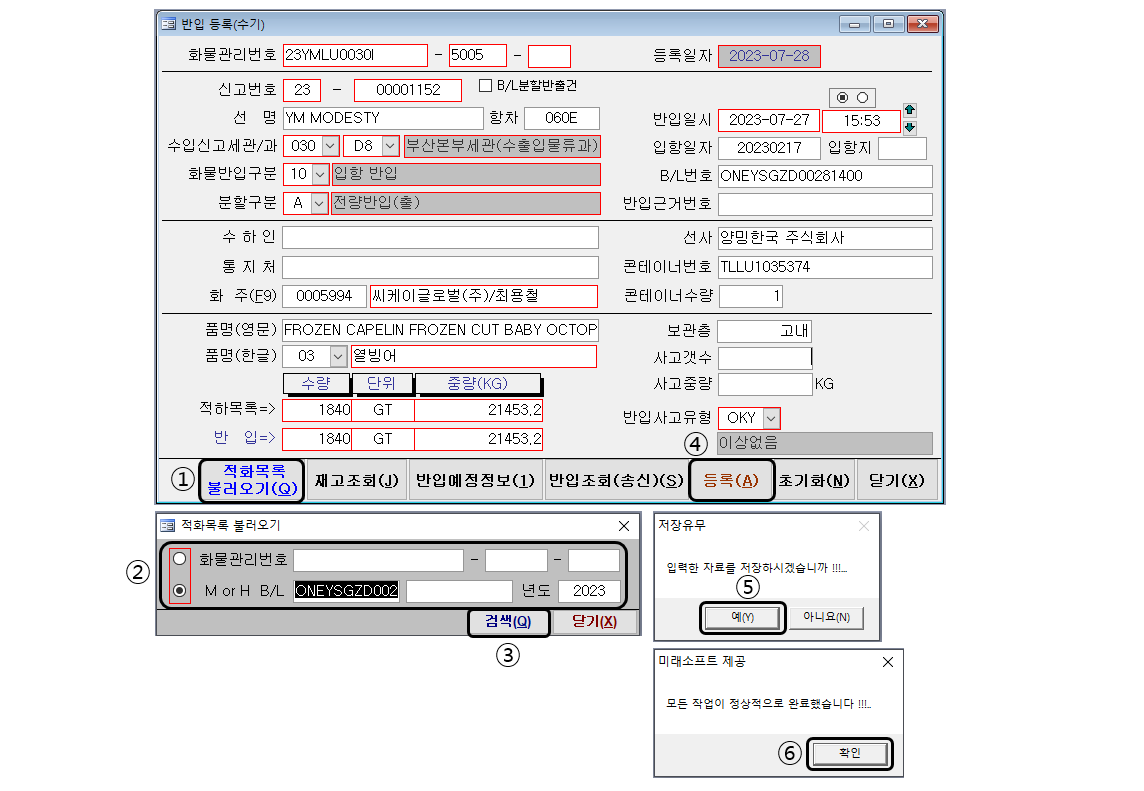 반입 등록(수기)
화물관리번호 23YMLU0030I - 5005 - 등록일자 2023-07-28
신고번호 23 - 00001152 B/L분할반출건
선 명 YM MODESTY 항차 060E 반입일시 2023-07-27 15:53
수입신고세관/과 030 D8 부산본부세관(수출입물류과) 입항일자 20230217 입항지
화물반입구분 10 입항 반입 B/L번호 ONEYSGZD00281400
분할구분 A 전량반입(출) 반입근거번호
수 하 인 선사 양밍한국 주식회사
통 지 처 콘테이너번호 TLLU1035374
화 주(F9) 0005994 씨케이글로벌(주)/최용철 콘테이너수량 1
품명(영문) FROZEN CAPELIN FROZEN CUT BABY OCTOP 보관층 고내
품명(한글) 03 열빙어 사고갯수
수량 단위 중량(KG) 사고중량 KG
적하목록=> 1840 GT 21453.2 반입사고유형 OKY
반 입=> 1840 GT 21453.2 ④ 이상없음
① 적화목록
불러오기(Q) 재고조회(J) 반입예정정보(1) 반입조회(송신)(S) 등록(A) 초기화(N) 닫기(X)
적화목록 불러오기
② 화물관리번호 - -
M or H B/L ONEYSGZD002 년도 2023
검색(Q) 닫기(X)
③
저장유무
입력한 자료를 저장하시겠습니까 !!!...
⑤
예(Y) 아니요(N)
미래소프트 제공
모든 작업이 정상적으로 완료했습니다 !!!..
⑥ 확인